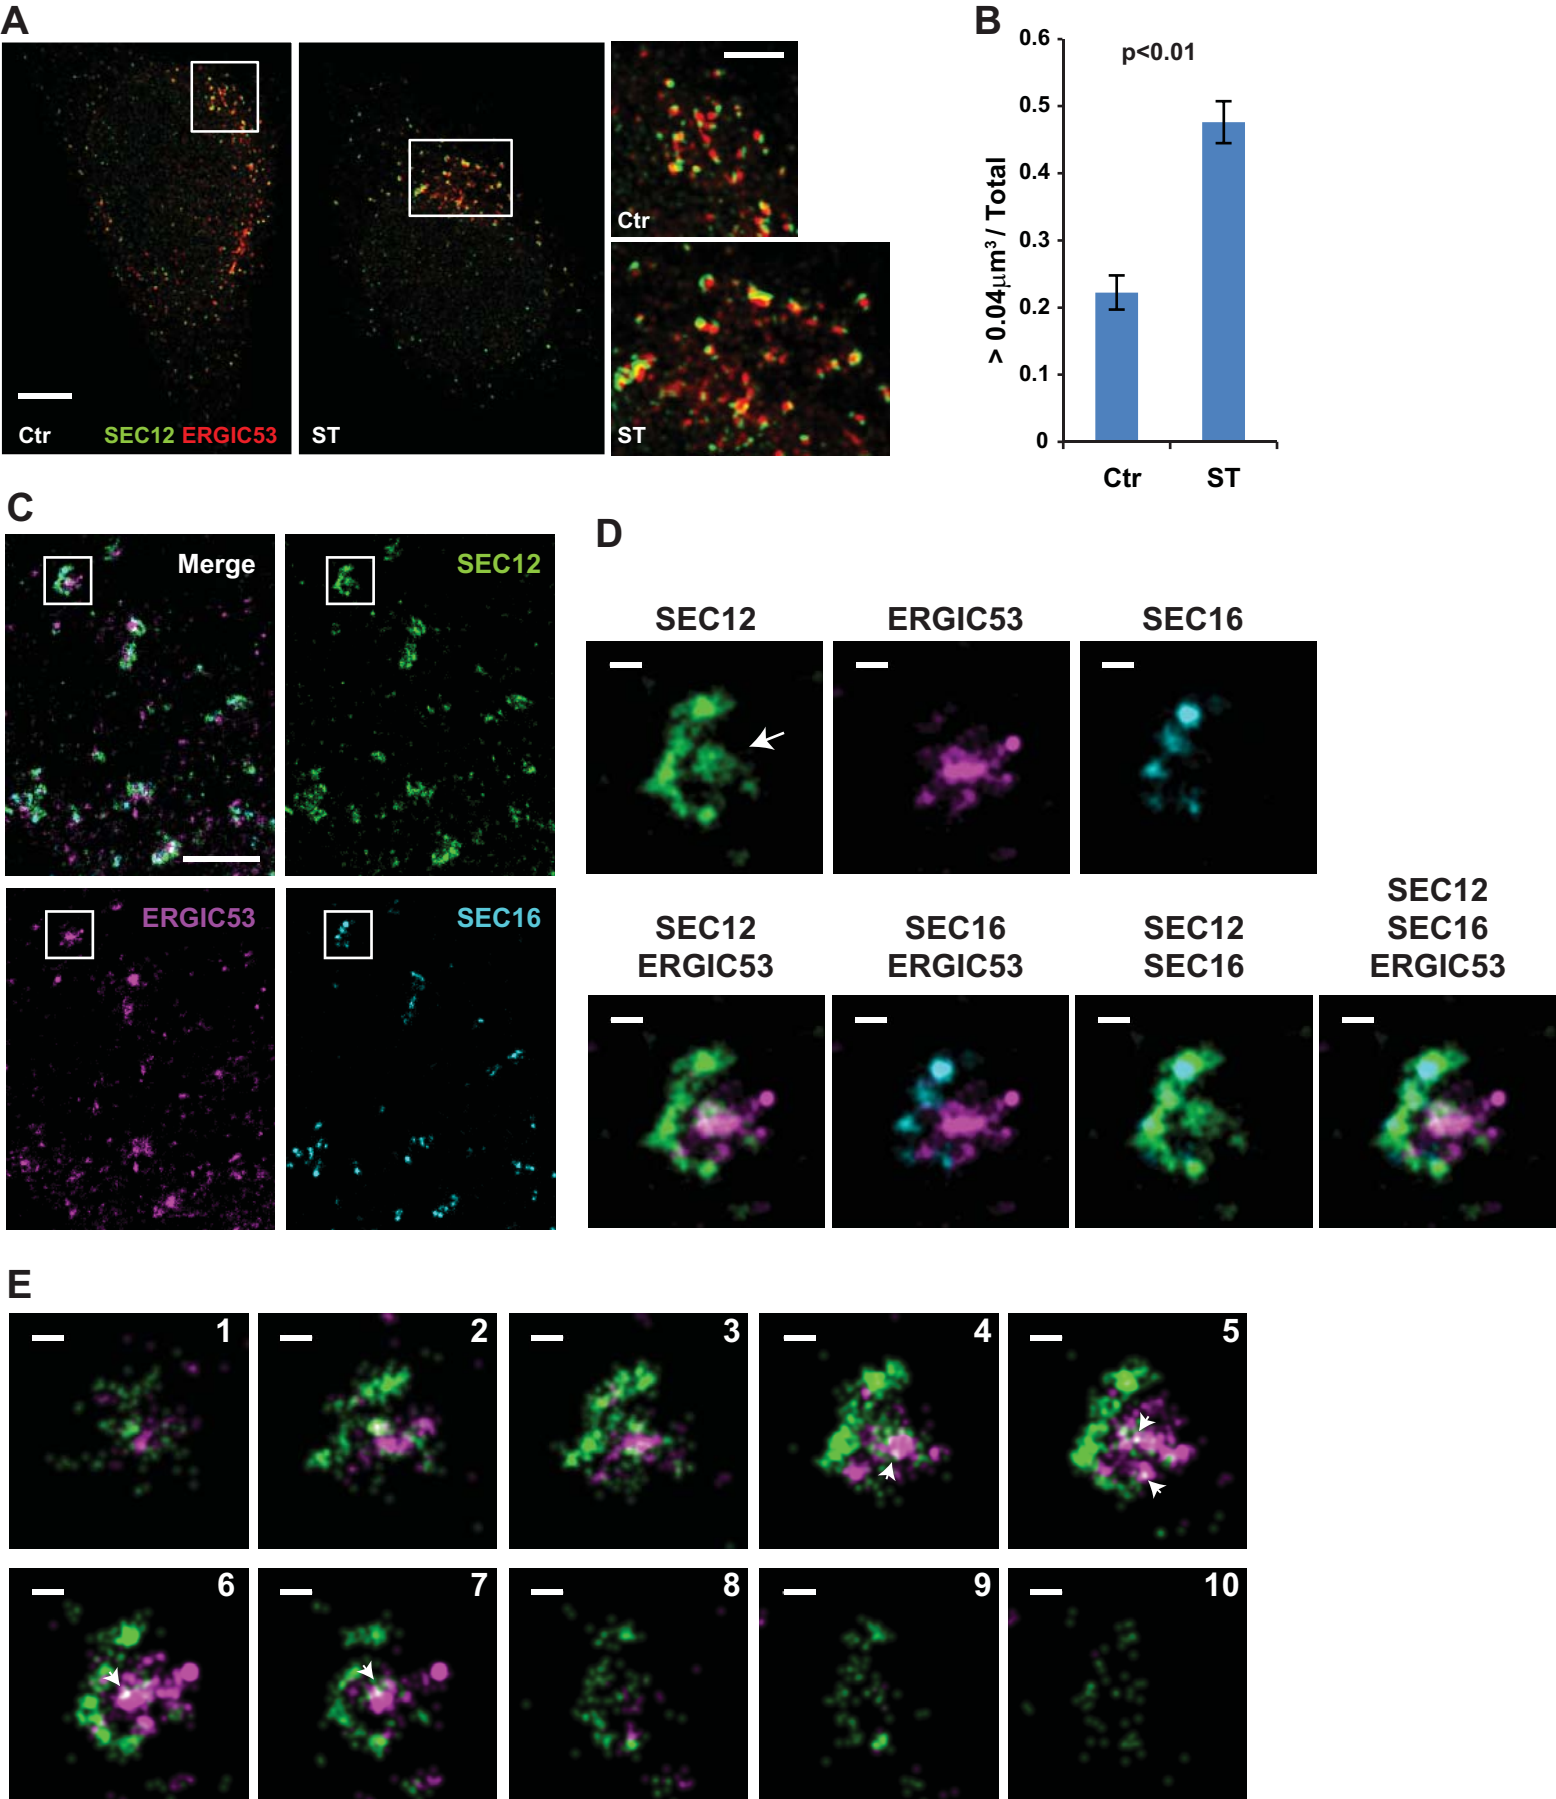 A
Ctr
SEC12 ERGIC53
ST
Ctr
ST
B
p<0.01
> 0.04µm³ / Total
0.6
0.5
0.4
0.3
0.2
0.1
0
Ctr
ST
C
Merge
SEC12
ERGIC53
SEC16
D
SEC12
ERGIC53
SEC16
SEC12
ERGIC53
SEC16
ERGIC53
SEC12
SEC16
SEC12
SEC16
ERGIC53
E
1
2
3
4
5
6
7
8
9
10